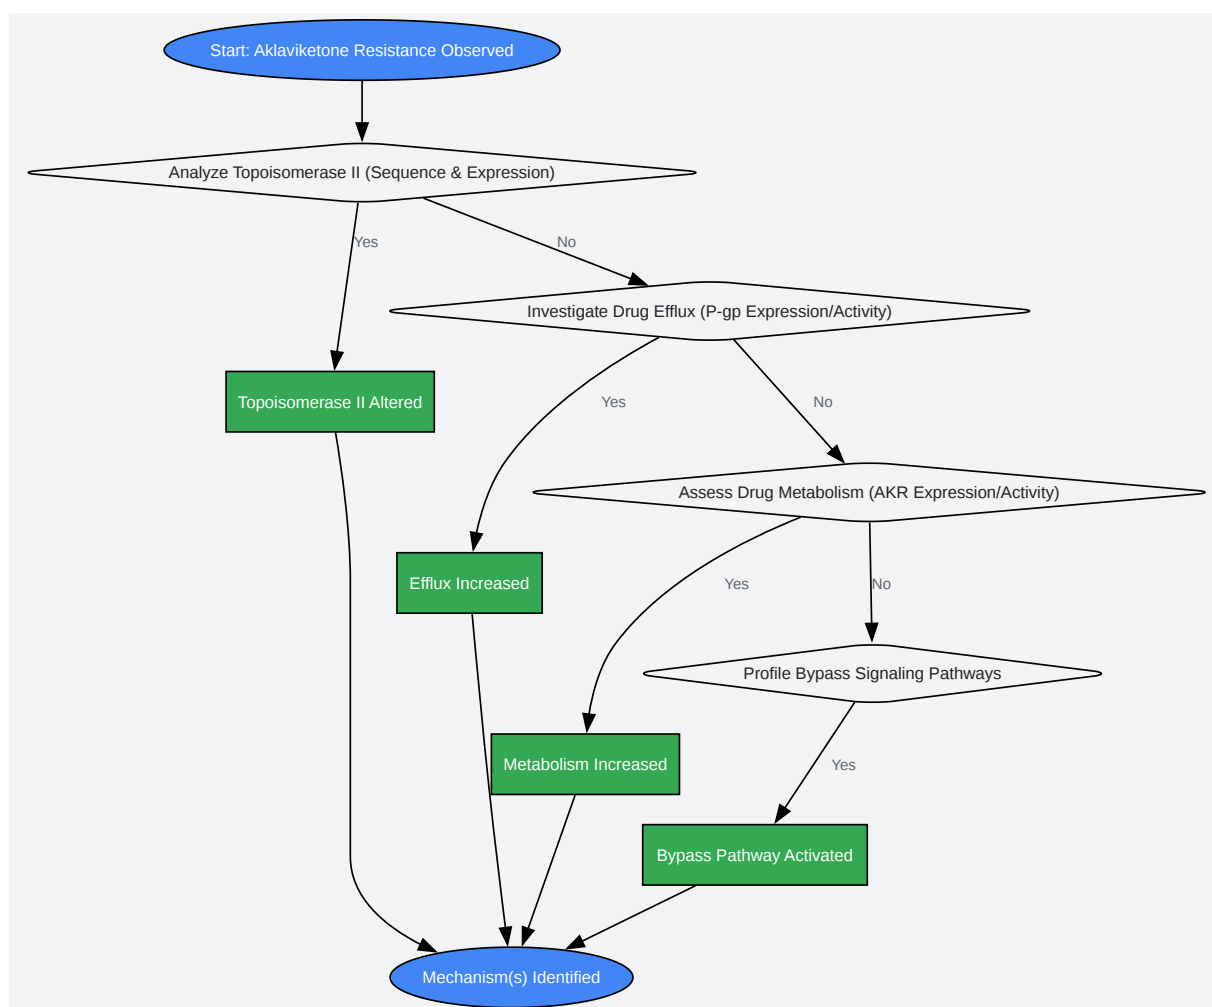 Start: Aklaviketone Resistance Observed
Analyze Topoisomerase II (Sequence & Expression)
Yes
No
Investigate Drug Efflux (P-gp Expression/Activity)
Topoisomerase II Altered
Yes
No
Assess Drug Metabolism (AKR Expression/Activity)
Efflux Increased
Yes
No
Profile Bypass Signaling Pathways
Metabolism Increased
Yes
Bypass Pathway Activated
Mechanism(s) Identified